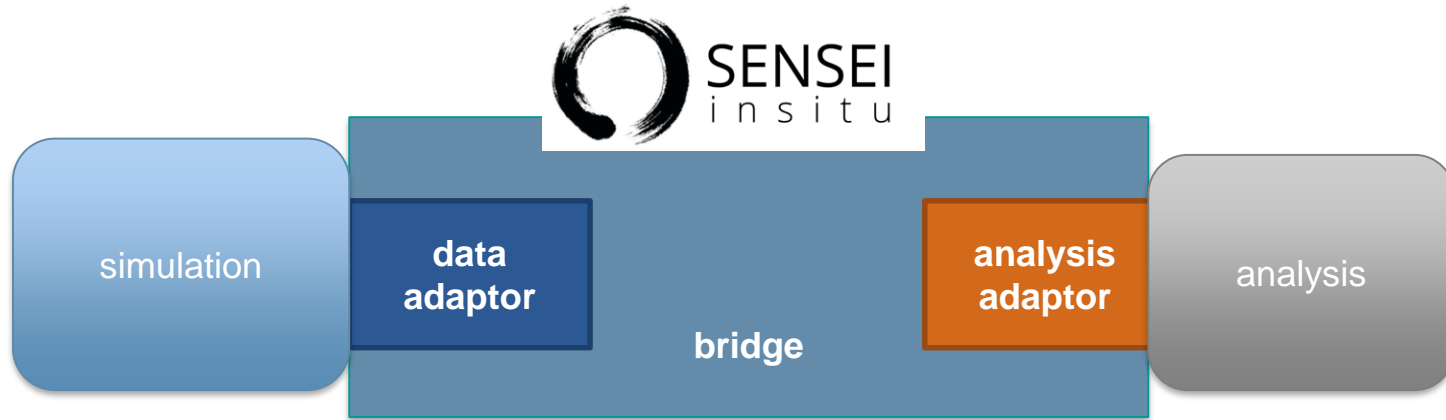 SENSEI
insitu
simulation
data
adaptor
bridge
analysis
adaptor
analysis